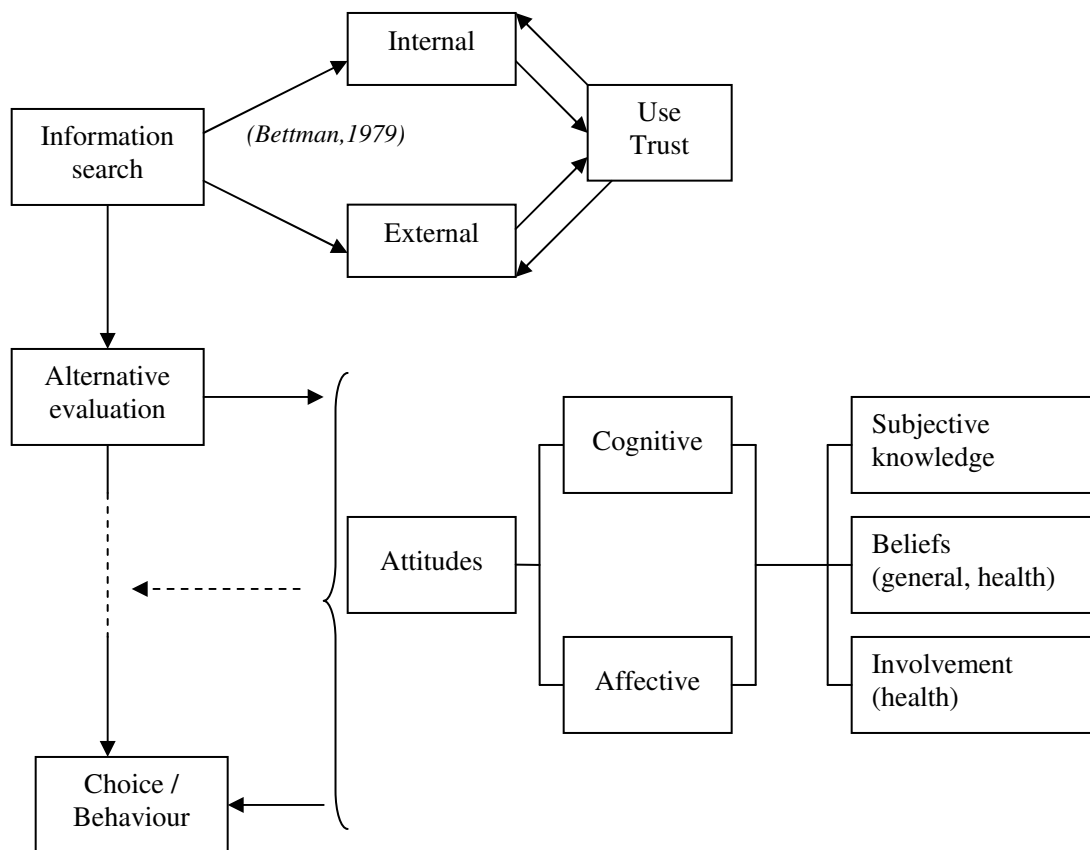 Internal
Use
Trust
(Bettman,1979)
Information
search
External
Alternative
evaluation
Cognitive
Subjective
knowledge
Attitudes
Beliefs
(general, health)
Affective
Involvement
(health)
Choice /
Behaviour